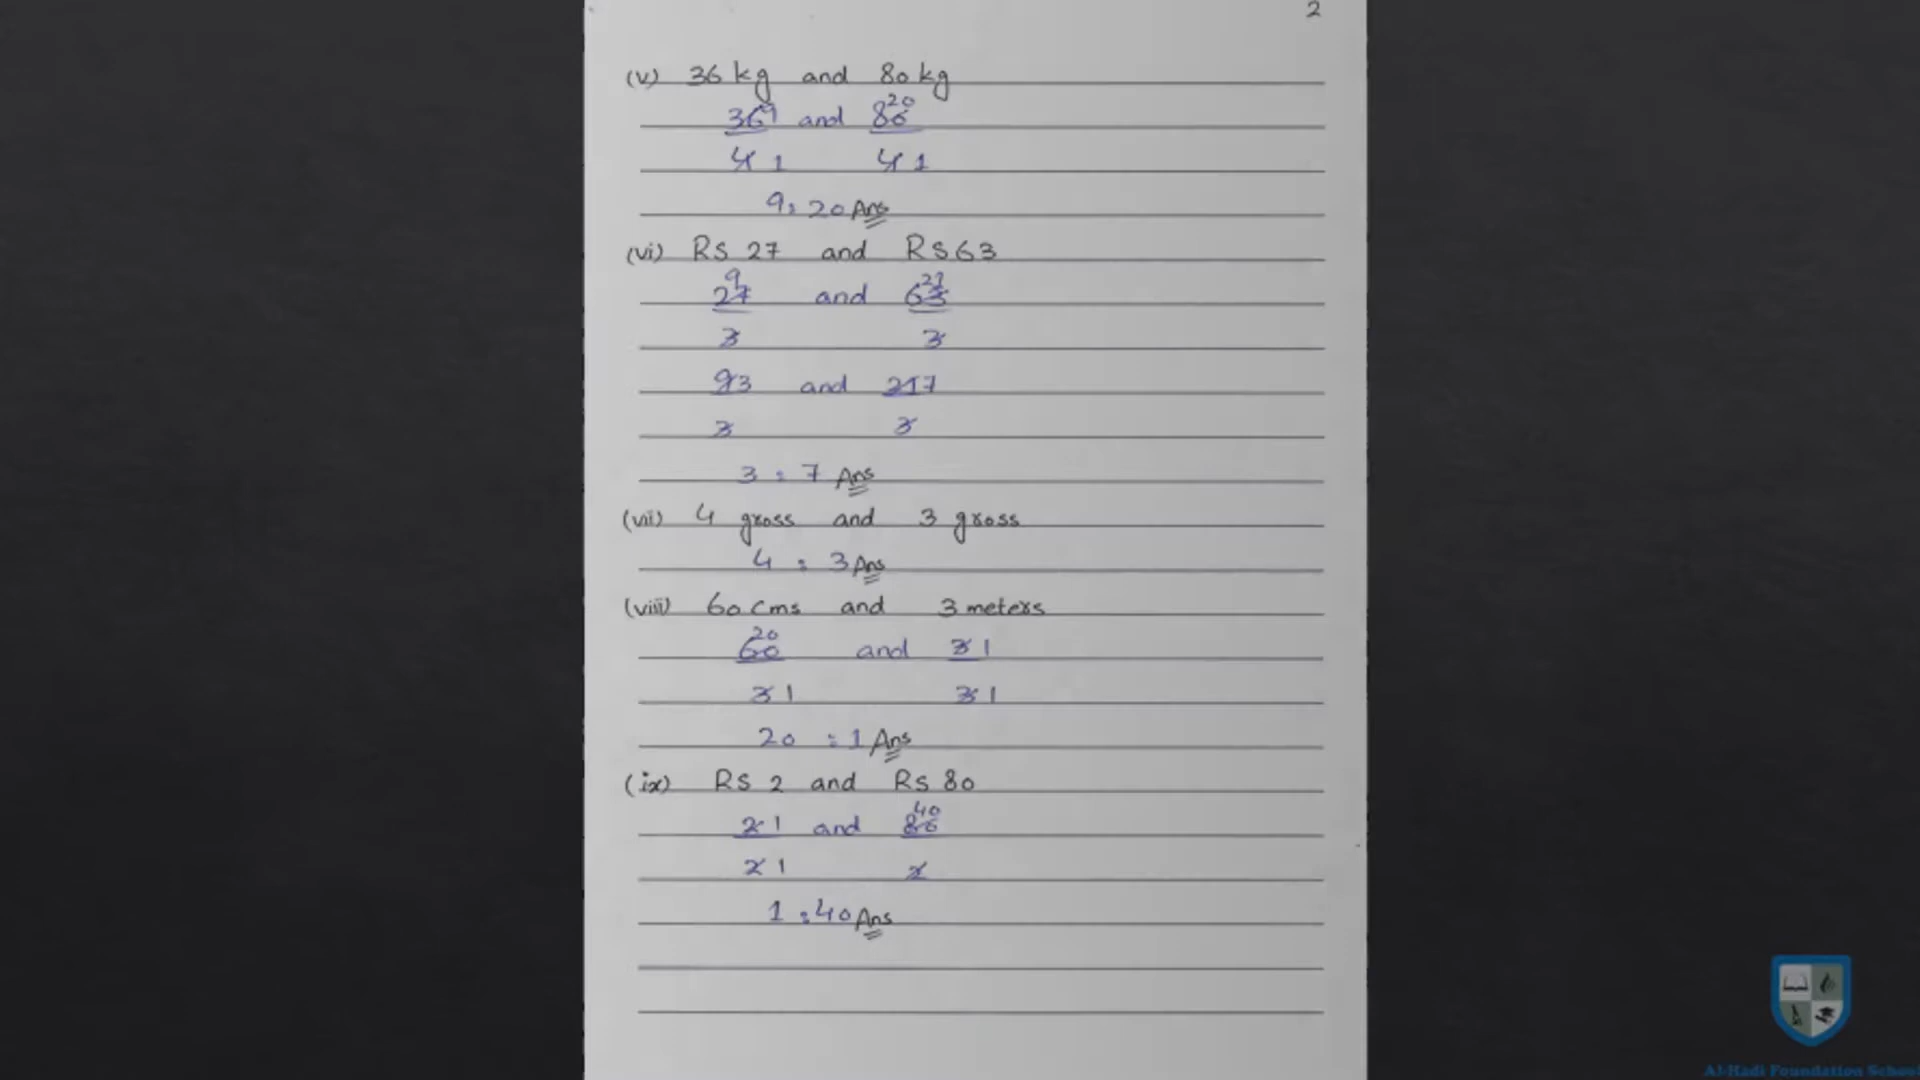 2
(v) 36 kg and 80 kg
36 9 and 80 20
4 1 4 1
9 : 20 Ans
(vi) RS 27 and RS 63
9 21
27 and 63
3 3
9 3 and 21 7
3 3
3 : 7 Ans
(vii) 4 gross and 3 gross
4 : 3 Ans
(viii) 60 cms and 3 meters
20
60 and 3 1
3 1 3 1
20 : 1 Ans
(ix) RS 2 and RS 80
40
2 1 and 80
2 1 2
1 : 40 Ans
Al-Hadi Foundation School